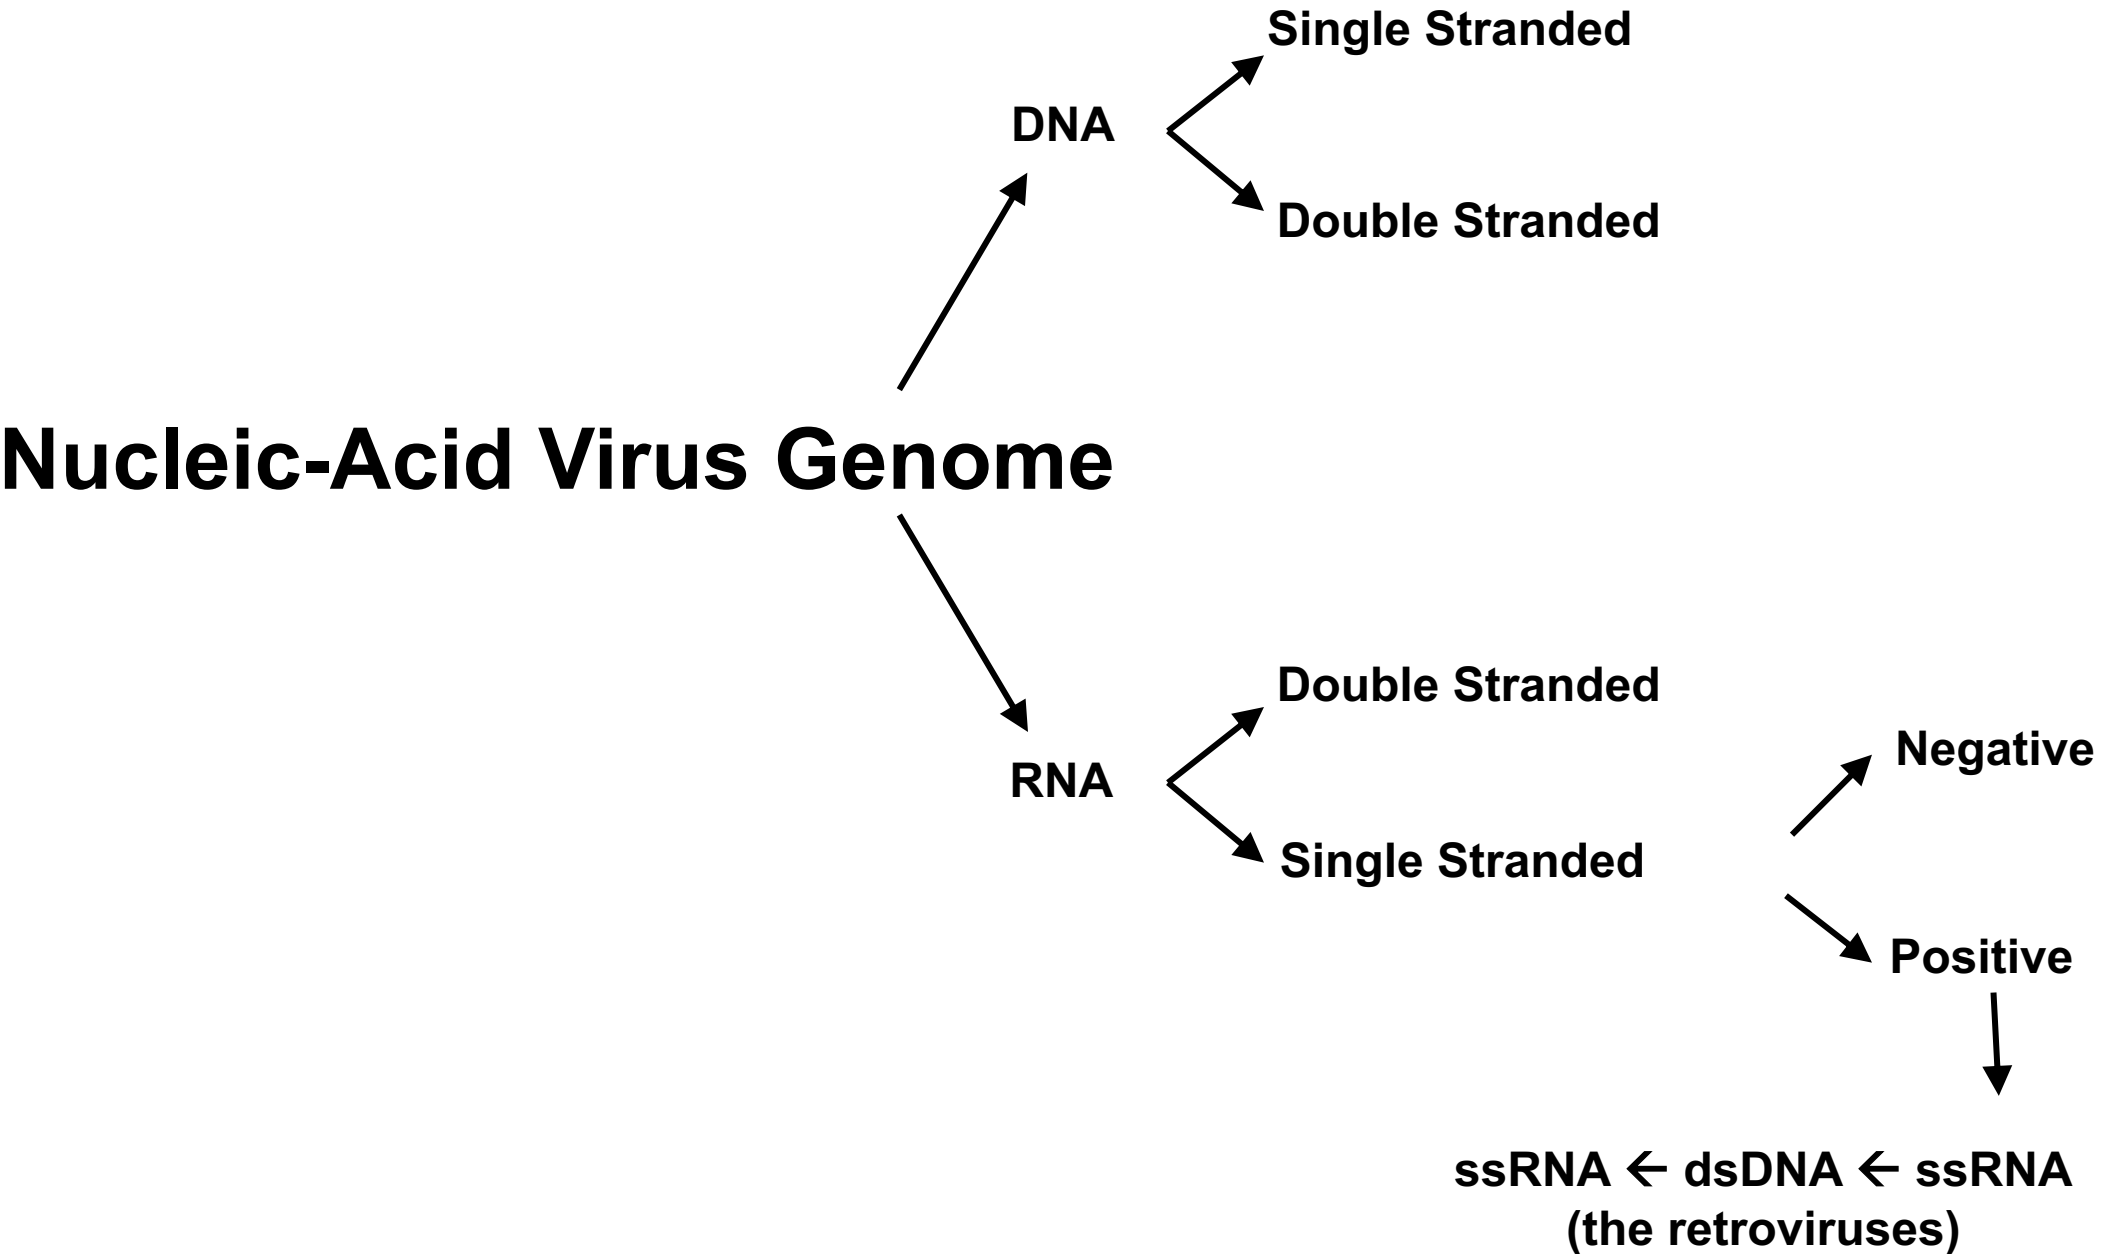 Single Stranded
DNA
Double Stranded
Nucleic-Acid Virus Genome
Double Stranded
Negative
RNA
Single Stranded
Positive
ssRNA ← dsDNA ← ssRNA
(the retroviruses)